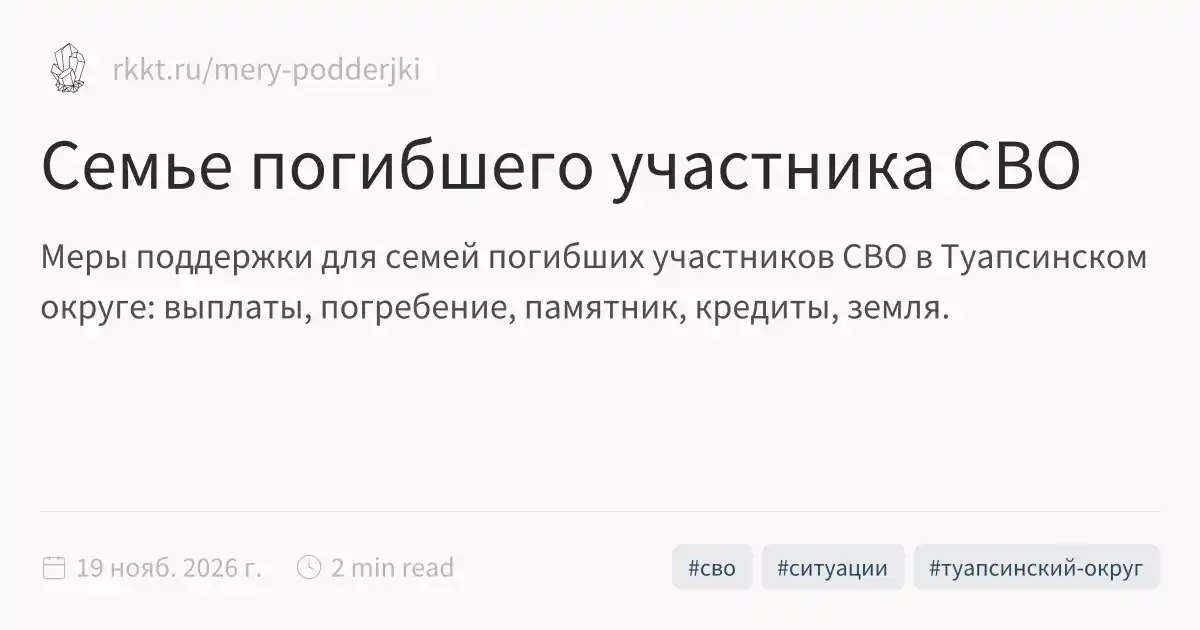 rkkt.ru/mery-podderjki
Семье погибшего участника СВО
Меры поддержки для семей погибших участников СВО в Туапсинском
округе: выплаты, погребение, памятник, кредиты, земля.
19 нояб. 2026 г. 2 min read #сво #ситуации #туапсинский-округ